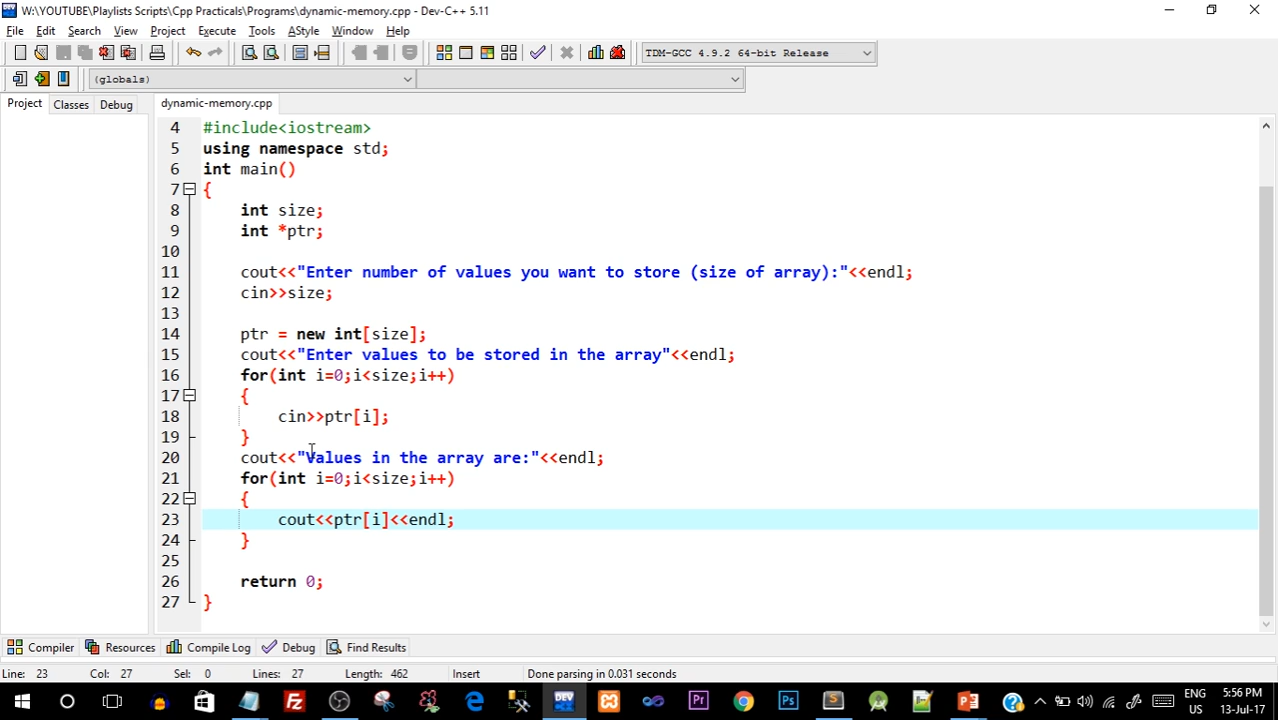 W:\YOUTUBE\Playlists Scripts\Cpp Practicals\Programs\dynamic-memory.cpp - Dev-C++ 5.11
File Edit Search View Project Execute Tools AStyle Window Help
TDM-GCC 4.9.2 64-bit Release
(globals)
Project Classes Debug dynamic-memory.cpp
4 #include<iostream>
5 using namespace std;
6 int main()
7 {
8 int size;
9 int *ptr;
10
11 cout<<"Enter number of values you want to store (size of array):"<<endl;
12 cin>>size;
13
14 ptr = new int[size];
15 cout<<"Enter values to be stored in the array"<<endl;
16 for(int i=0;i<size;i++)
17 {
18 cin>>ptr[i];
19 }
20 cout<<"Values in the array are:"<<endl;
21 for(int i=0;i<size;i++)
22 {
23 cout<<ptr[i]<<endl;
24 }
25
26 return 0;
27 }
Compiler Resources Compile Log Debug Find Results
Line: 23 Col: 27 Sel: 0 Lines: 27 Length: 462 Insert Done parsing in 0.031 seconds
DEV Pr Ps S P ENG 5:56 PM
US 13-Jul-17